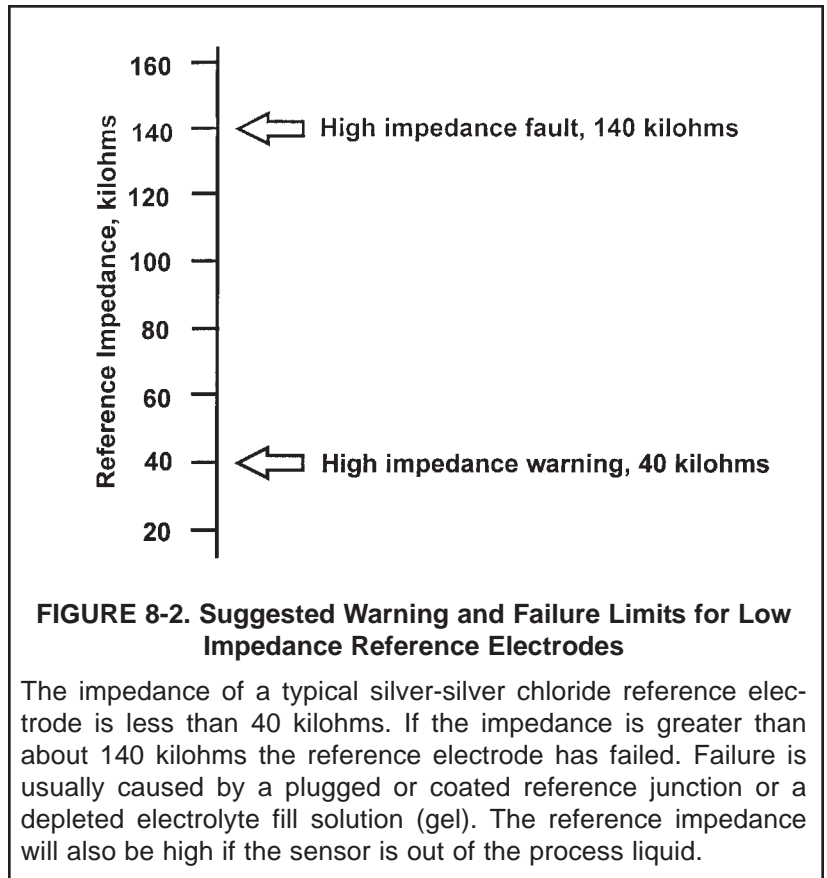 160
140
120
100
80
60
40
20
Reference Impedance, kilohms
High impedance fault, 140 kilohms
High impedance warning, 40 kilohms
FIGURE 8-2. Suggested Warning and Failure Limits for Low
Impedance Reference Electrodes
The impedance of a typical silver-silver chloride reference elec-
trode is less than 40 kilohms. If the impedance is greater than
about 140 kilohms the reference electrode has failed. Failure is
usually caused by a plugged or coated reference junction or a
depleted electrolyte fill solution (gel). The reference impedance
will also be high if the sensor is out of the process liquid.